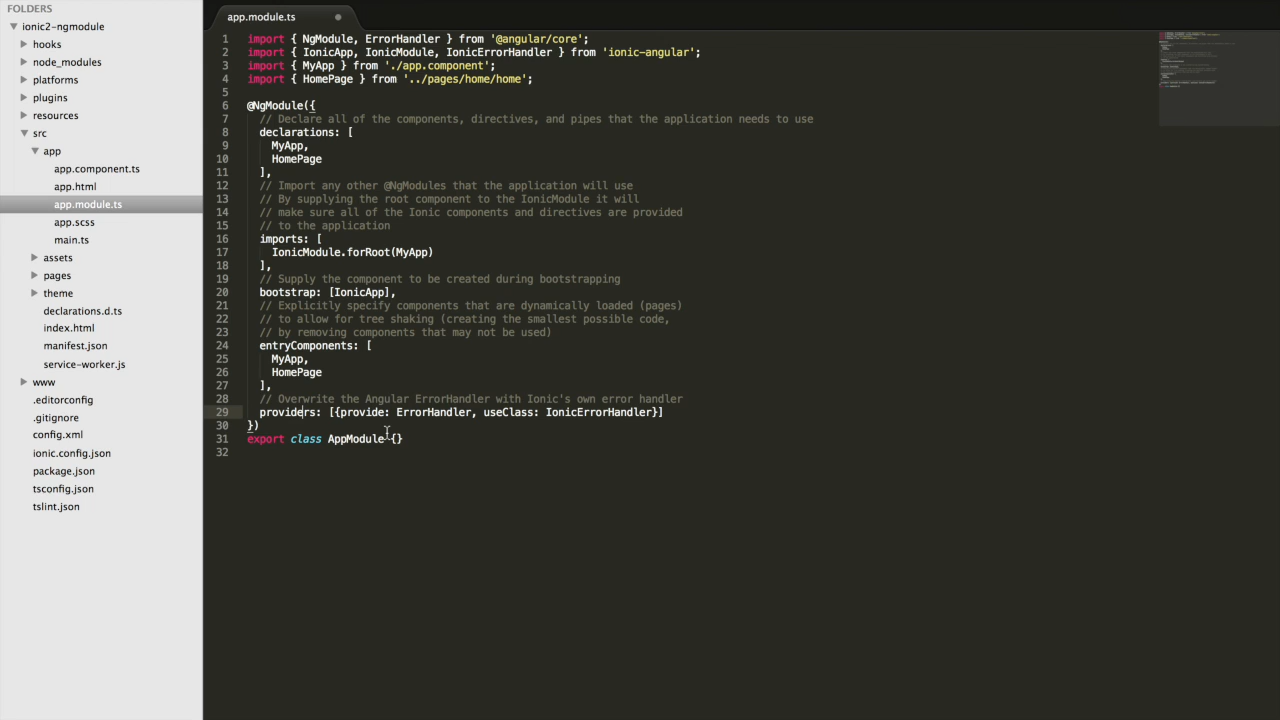 FOLDERS
ionic2-ngmodule
hooks
node_modules
platforms
plugins
resources
src
app
app.component.ts
app.html
app.module.ts
app.scss
main.ts
assets
pages
theme
declarations.d.ts
index.html
manifest.json
service-worker.js
www
.editorconfig
.gitignore
config.xml
ionic.config.json
package.json
tsconfig.json
tslint.json
app.module.ts
1 import { NgModule, ErrorHandler } from '@angular/core';
2 import { IonicApp, IonicModule, IonicErrorHandler } from 'ionic-angular';
3 import { MyApp } from './app.component';
4 import { HomePage } from '../pages/home/home';
5
6 @NgModule({
7 // Declare all of the components, directives, and pipes that the application needs to use
8 declarations: [
9 MyApp,
10 HomePage
11 ],
12 // Import any other @NgModules that the application will use
13 // By supplying the root component to the IonicModule it will
14 // make sure all of the Ionic components and directives are provided
15 // to the application
16 imports: [
17 IonicModule.forRoot(MyApp)
18 ],
19 // Supply the component to be created during bootstrapping
20 bootstrap: [IonicApp],
21 // Explicitly specify components that are dynamically loaded (pages)
22 // to allow for tree shaking (creating the smallest possible code,
23 // by removing components that may not be used)
24 entryComponents: [
25 MyApp,
26 HomePage
27 ],
28 // Overwrite the Angular ErrorHandler with Ionic's own error handler
29 providers: [{provide: ErrorHandler, useClass: IonicErrorHandler}]
30 })
31 export class AppModule {}
32